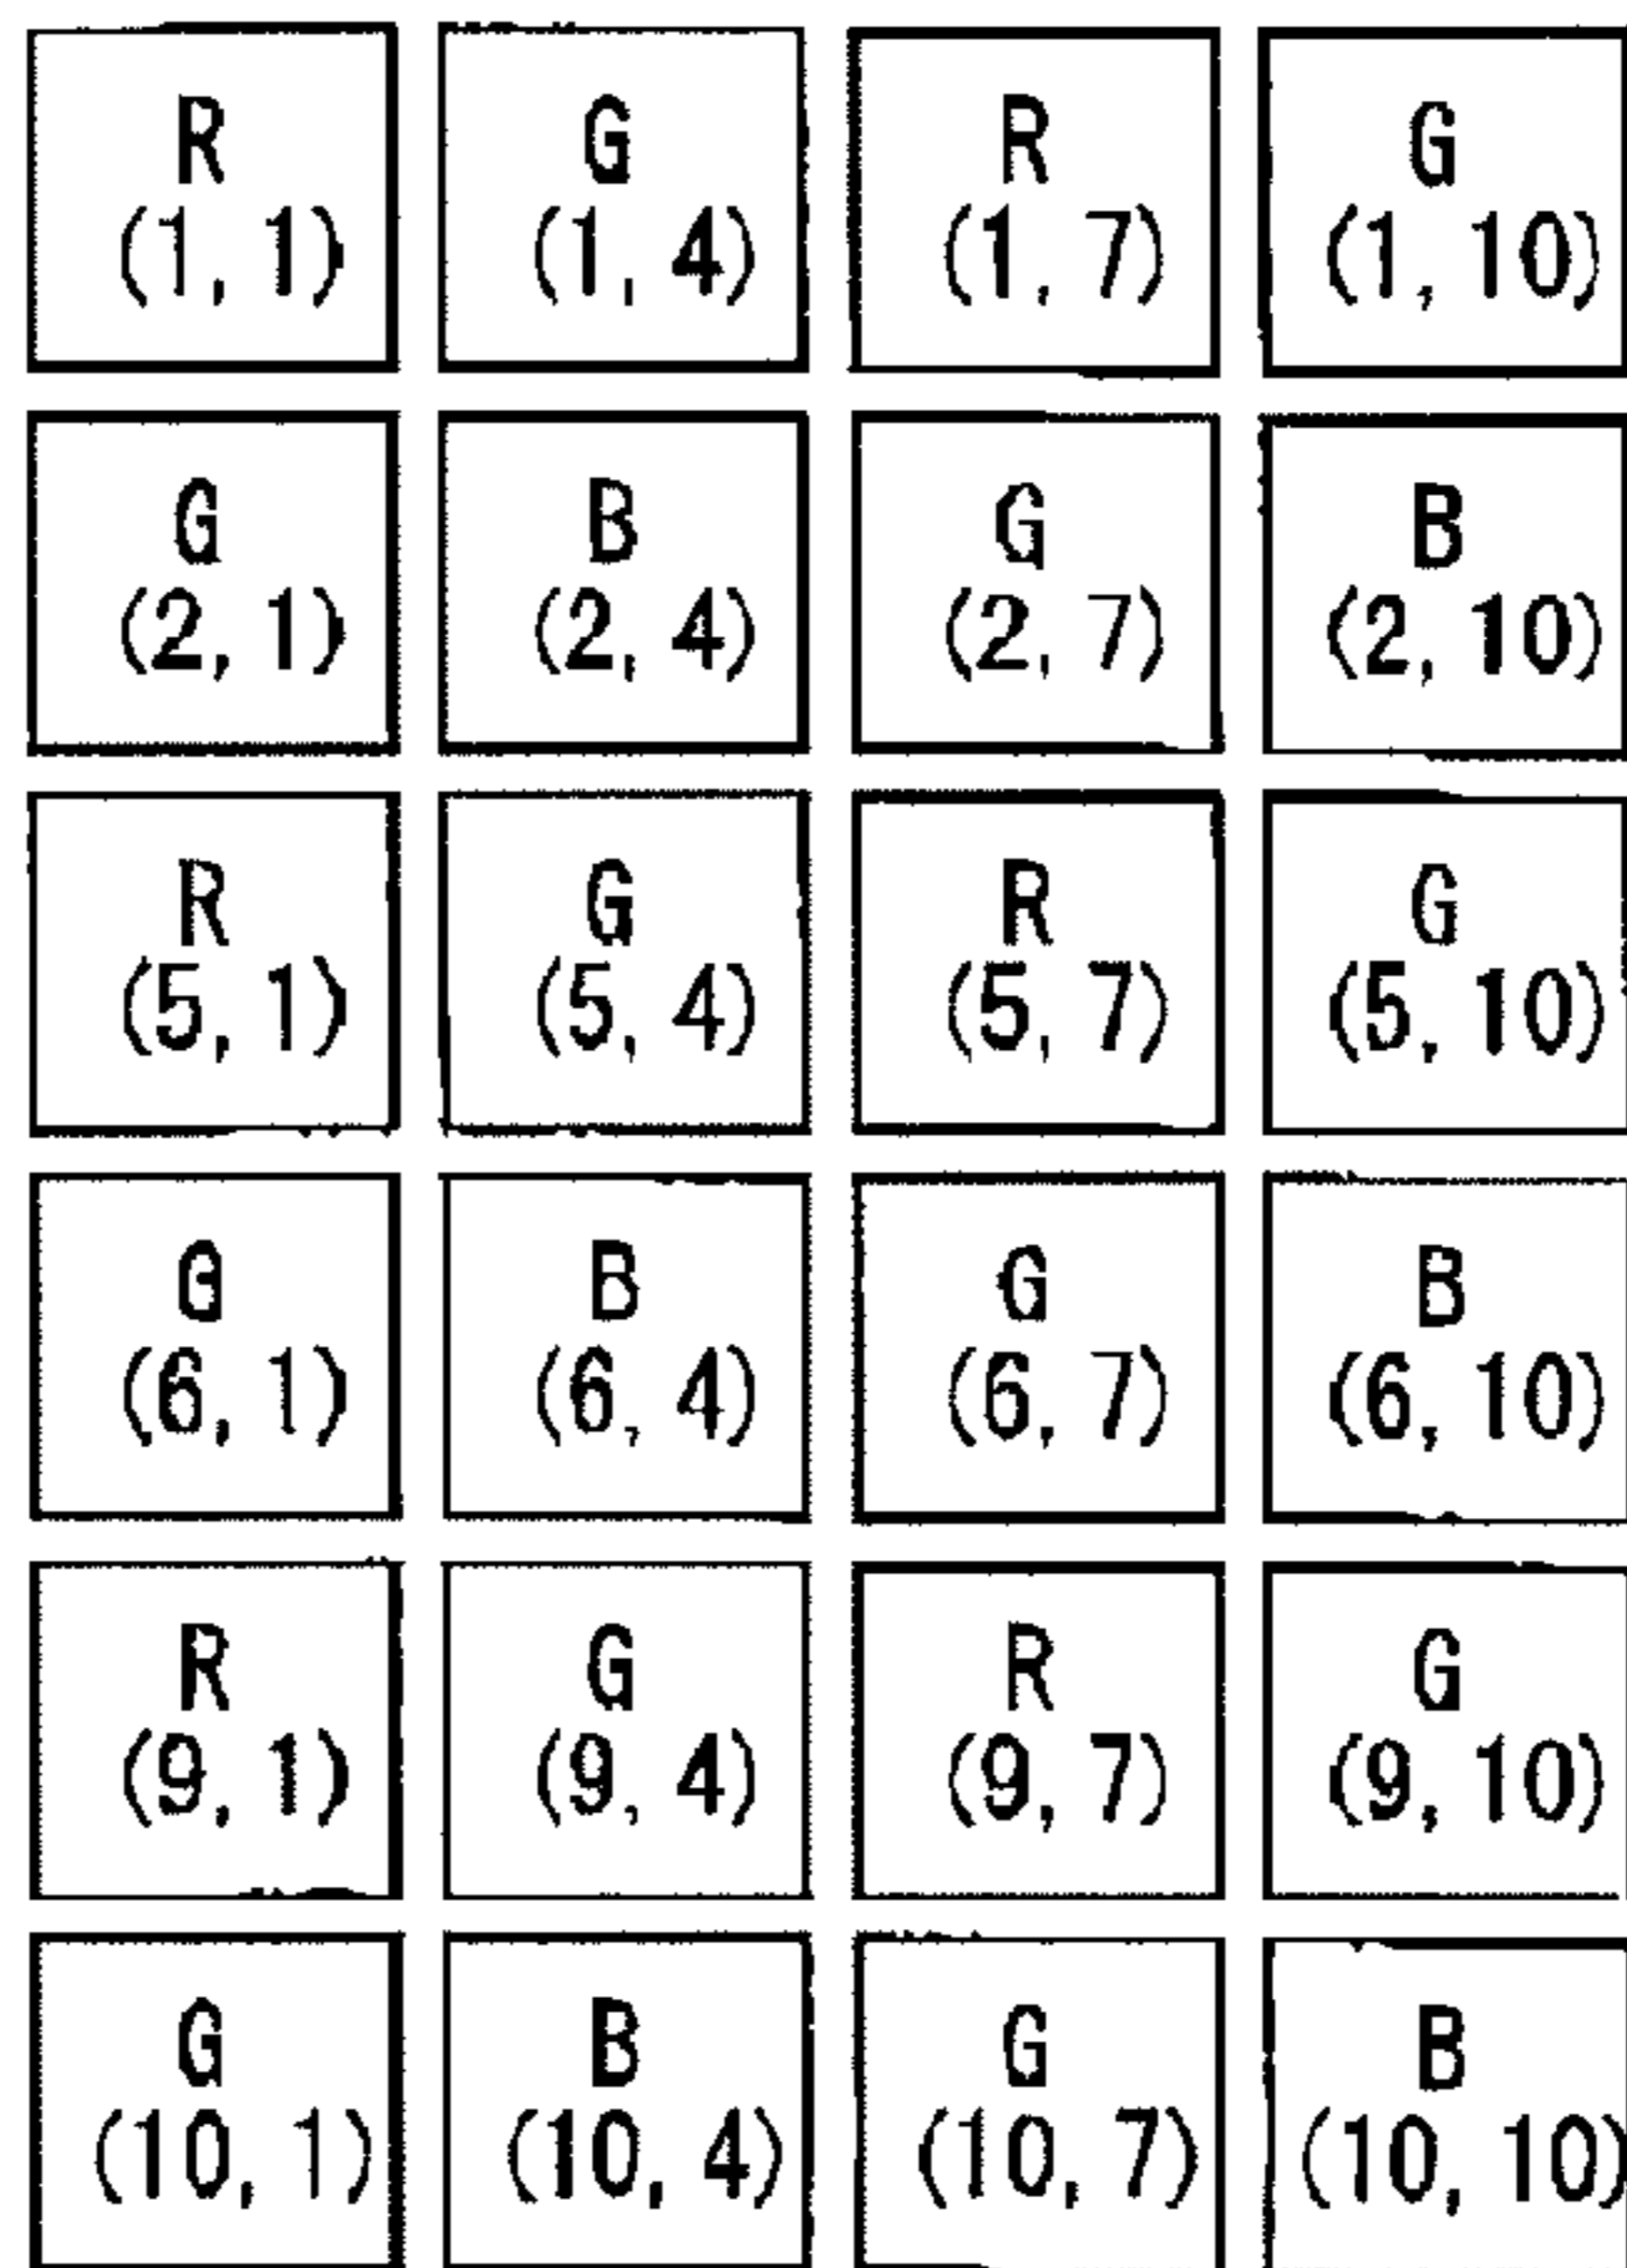 R G R G
(1, 1) (1, 4) (1, 7) (1, 10)
G B G B
(2, 1) (2, 4) (2, 7) (2, 10)
R G R G
(5, 1) (5, 4) (5, 7) (5, 10)
G B G B
(6, 1) (6, 4) (6, 7) (6, 10)
R G R G
(9, 1) (9, 4) (9, 7) (9, 10)
G B G B
(10, 1) (10, 4) (10, 7) (10, 10)